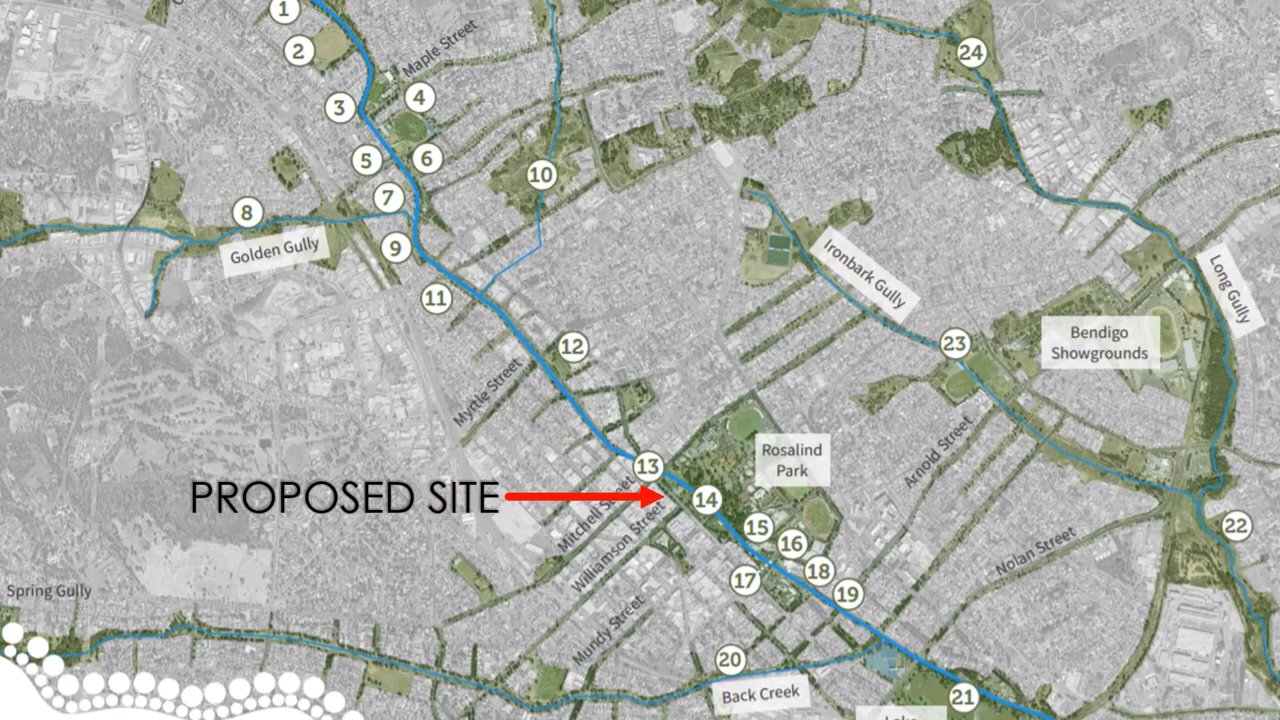 1
2
Maple Street
24
3
4
5
6
10
7
8
Golden Gully
9
Ironbark Gully
Long Gully
11
12
23
Bendigo
Showgrounds
Myrtle Street
Rosalind
Park
Arnold Street
13
PROPOSED SITE
14
Mitchell Street
Williamson Street
15
16
22
Nolan Street
17
18
19
Spring Gully
Mundy Street
20
Back Creek
21
Lake